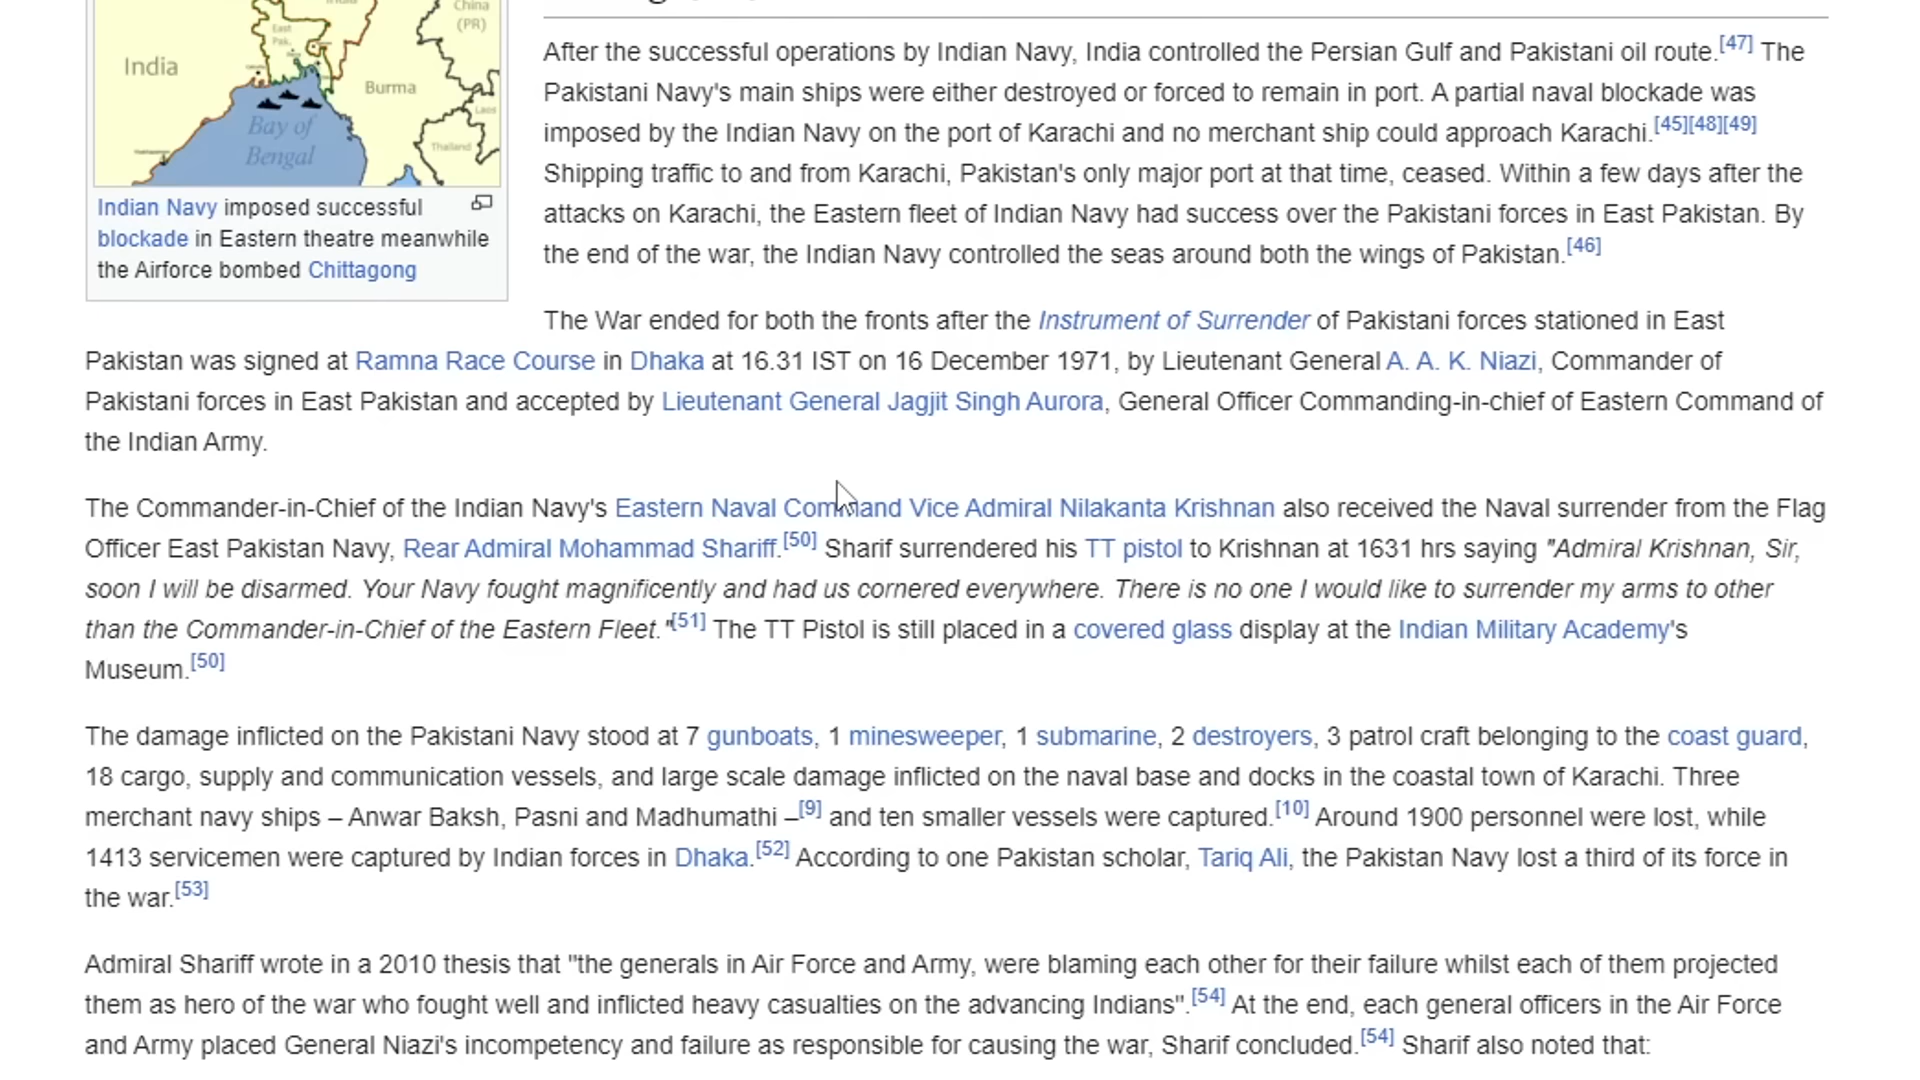 China
(PR)
East
Pak.
India
Burma
Laos
Bay of
Bengal
Thailand
Indian Navy imposed successful
blockade in Eastern theatre meanwhile
the Airforce bombed Chittagong
After the successful operations by Indian Navy, India controlled the Persian Gulf and Pakistani oil route.[47] The
Pakistani Navy's main ships were either destroyed or forced to remain in port. A partial naval blockade was
imposed by the Indian Navy on the port of Karachi and no merchant ship could approach Karachi.[45][48][49]
Shipping traffic to and from Karachi, Pakistan's only major port at that time, ceased. Within a few days after the
attacks on Karachi, the Eastern fleet of Indian Navy had success over the Pakistani forces in East Pakistan. By
the end of the war, the Indian Navy controlled the seas around both the wings of Pakistan.[46]
The War ended for both the fronts after the Instrument of Surrender of Pakistani forces stationed in East
Pakistan was signed at Ramna Race Course in Dhaka at 16.31 IST on 16 December 1971, by Lieutenant General A. A. K. Niazi, Commander of
Pakistani forces in East Pakistan and accepted by Lieutenant General Jagjit Singh Aurora, General Officer Commanding-in-chief of Eastern Command of
the Indian Army.
The Commander-in-Chief of the Indian Navy's Eastern Naval Command Vice Admiral Nilakanta Krishnan also received the Naval surrender from the Flag
Officer East Pakistan Navy, Rear Admiral Mohammad Shariff.[50] Sharif surrendered his TT pistol to Krishnan at 1631 hrs saying "Admiral Krishnan, Sir,
soon I will be disarmed. Your Navy fought magnificently and had us cornered everywhere. There is no one I would like to surrender my arms to other
than the Commander-in-Chief of the Eastern Fleet."[51] The TT Pistol is still placed in a covered glass display at the Indian Military Academy's
Museum.[50]
The damage inflicted on the Pakistani Navy stood at 7 gunboats, 1 minesweeper, 1 submarine, 2 destroyers, 3 patrol craft belonging to the coast guard,
18 cargo, supply and communication vessels, and large scale damage inflicted on the naval base and docks in the coastal town of Karachi. Three
merchant navy ships – Anwar Baksh, Pasni and Madhumathi –[9] and ten smaller vessels were captured.[10] Around 1900 personnel were lost, while
1413 servicemen were captured by Indian forces in Dhaka.[52] According to one Pakistan scholar, Tariq Ali, the Pakistan Navy lost a third of its force in
the war.[53]
Admiral Shariff wrote in a 2010 thesis that "the generals in Air Force and Army, were blaming each other for their failure whilst each of them projected
them as hero of the war who fought well and inflicted heavy casualties on the advancing Indians".[54] At the end, each general officers in the Air Force
and Army placed General Niazi's incompetency and failure as responsible for causing the war, Sharif concluded.[54] Sharif also noted that: